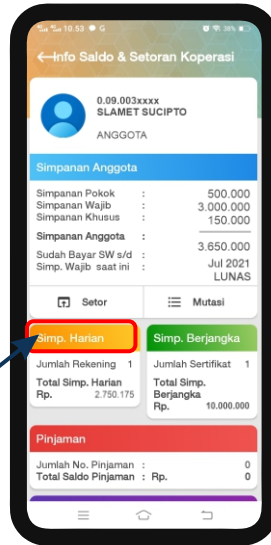 10.53 G 38%
←Info Saldo & Setoran Koperasi
0.09.003xxxx
SLAMET SUCIPTO
ANGGOTA
Simpanan Anggota
Simpanan Pokok : 500.000
Simpanan Wajib : 3.000.000
Simpanan Khusus : 150.000
Simpanan Anggota : 3.650.000
Sudah Bayar SW s/d : Jul 2021
Simp. Wajib saat ini : LUNAS
Setor Mutasi
Simp. Harian
Jumlah Rekening 1
Total Simp. Harian
Rp. 2.750.175
Simp. Berjangka
Jumlah Sertifikat 1
Total Simp.
Berjangka
Rp. 10.000.000
Pinjaman
Jumlah No. Pinjaman : 0
Total Saldo Pinjaman : Rp. 0